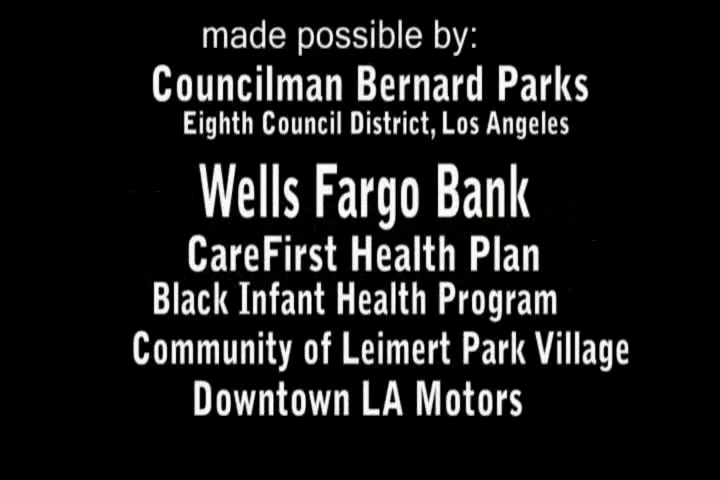 made possible by:
Councilman Bernard Parks
Eighth Council District, Los Angeles
Wells Fargo Bank
CareFirst Health Plan
Black Infant Health Program
Community of Leimert Park Village
Downtown LA Motors